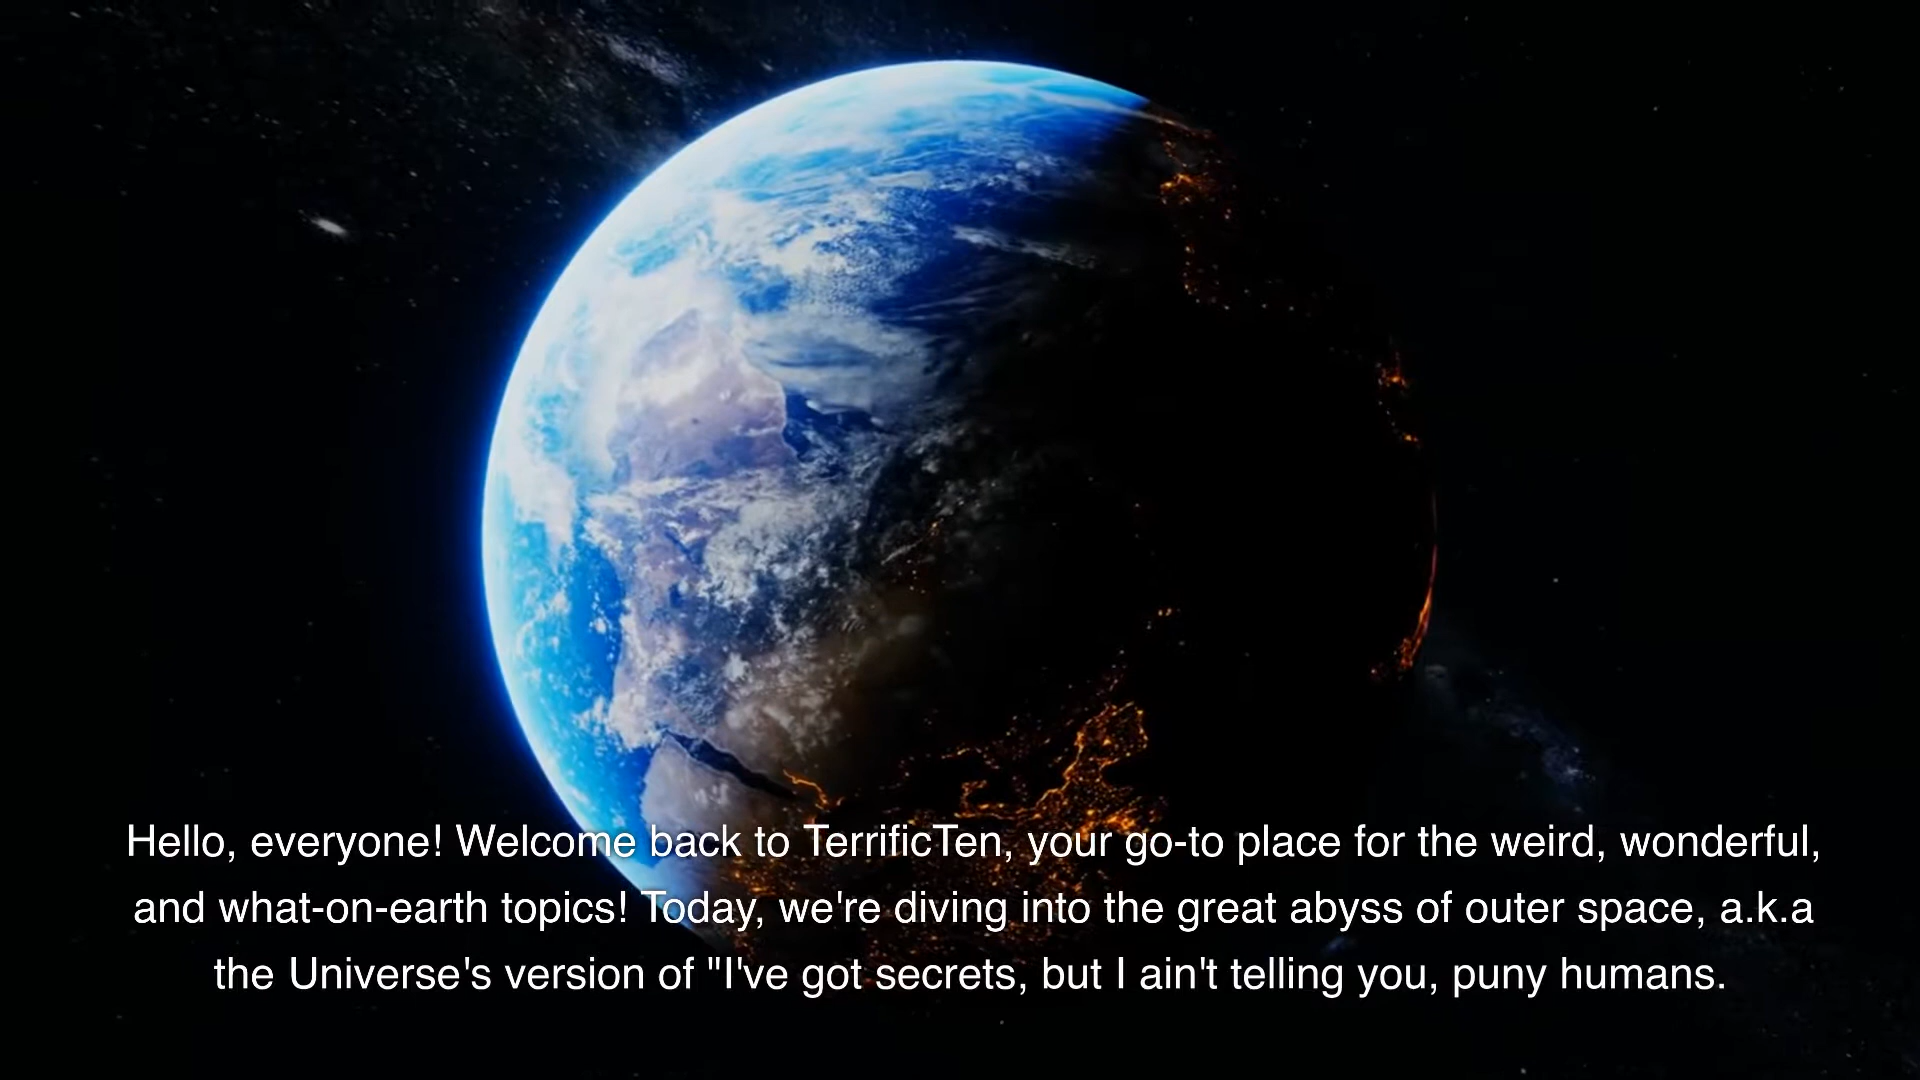 Hello, everyone! Welcome back to TerrificTen, your go-to place for the weird, wonderful,
and what-on-earth topics! Today, we're diving into the great abyss of outer space, a.k.a
the Universe's version of "I've got secrets, but I ain't telling you, puny humans.